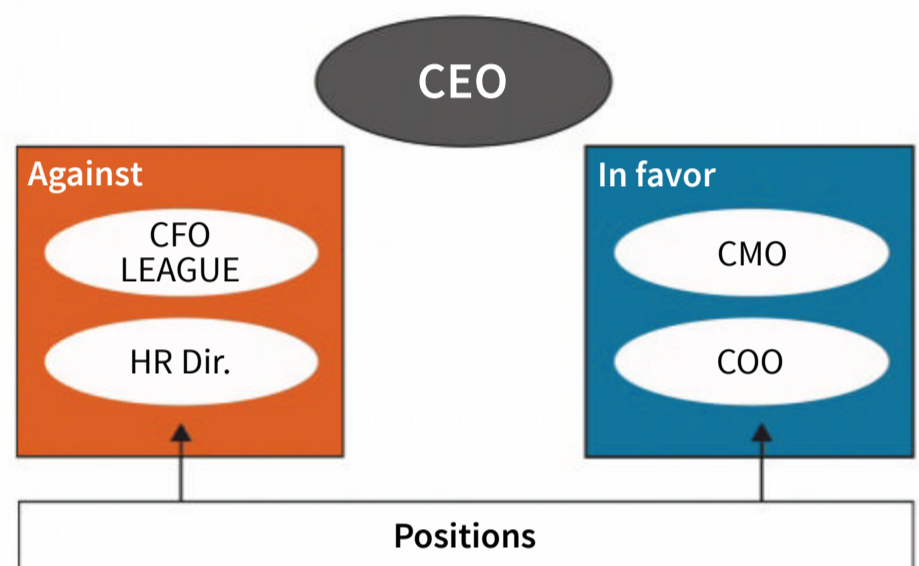 CEO
Against
CFO
LEAGUE
HR Dir.
In favor
CMO
COO
Positions